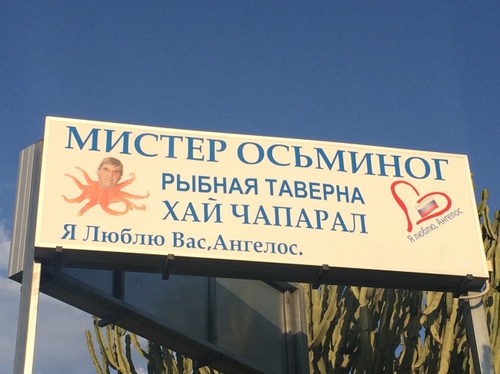 МИСТЕР ОСЬМИНОГ
РЫБНАЯ ТАВЕРНА
ХАЙ ЧАПАРАЛ
Я Люблю Вас,Ангелос.
Я люблю, Ангелос